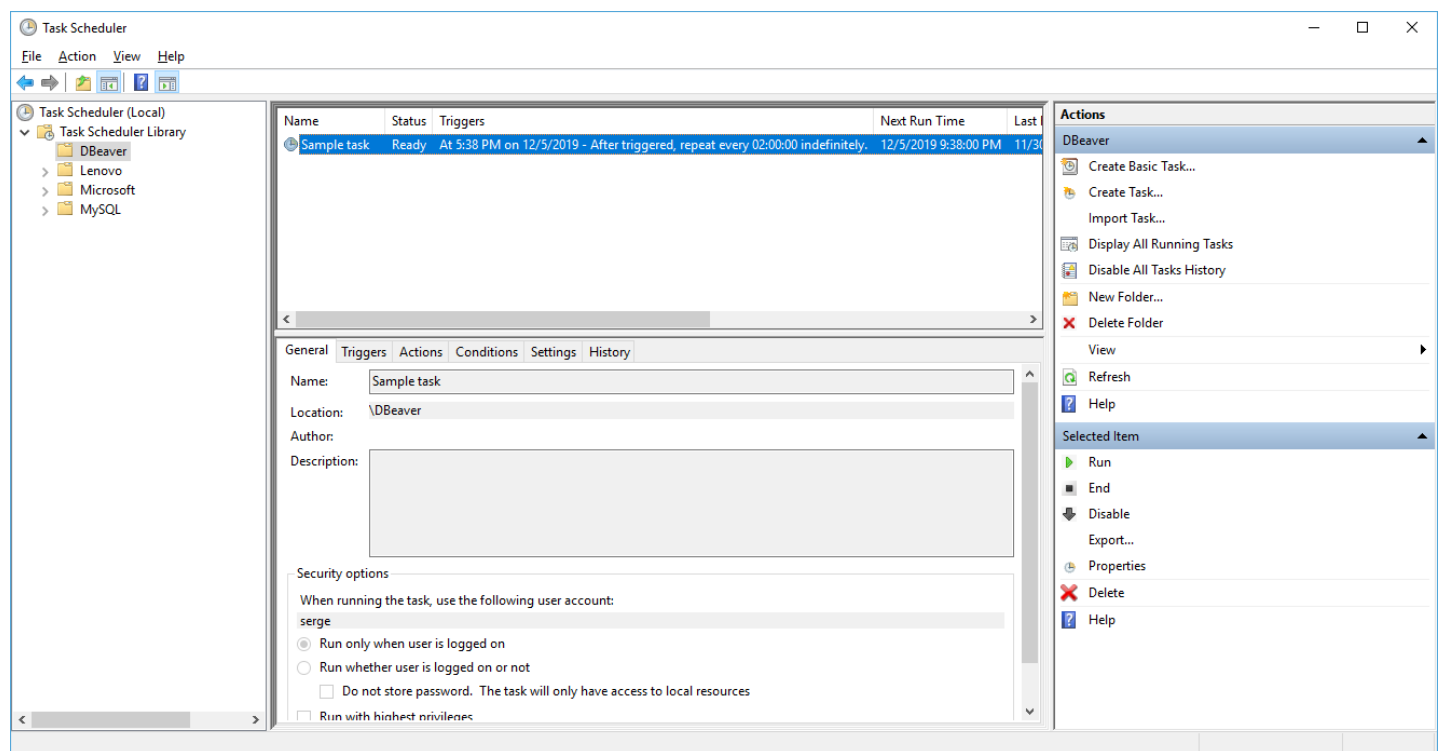 Task Scheduler
File Action View Help
Task Scheduler (Local)
Task Scheduler Library
DBeaver
Lenovo
Microsoft
MySQL
Name Status Triggers Next Run Time Last
Sample task Ready At 5:38 PM on 12/5/2019 - After triggered, repeat every 02:00:00 indefinitely. 12/5/2019 9:38:00 PM 11/30
General Triggers Actions Conditions Settings History
Name: Sample task
Location: \DBeaver
Author:
Description:
Security options
When running the task, use the following user account:
serge
Run only when user is logged on
Run whether user is logged on or not
Do not store password. The task will only have access to local resources
Run with highest privileges
Actions
DBeaver
Create Basic Task...
Create Task...
Import Task...
Display All Running Tasks
Disable All Tasks History
New Folder...
Delete Folder
View
Refresh
Help
Selected Item
Run
End
Disable
Export...
Properties
Delete
Help